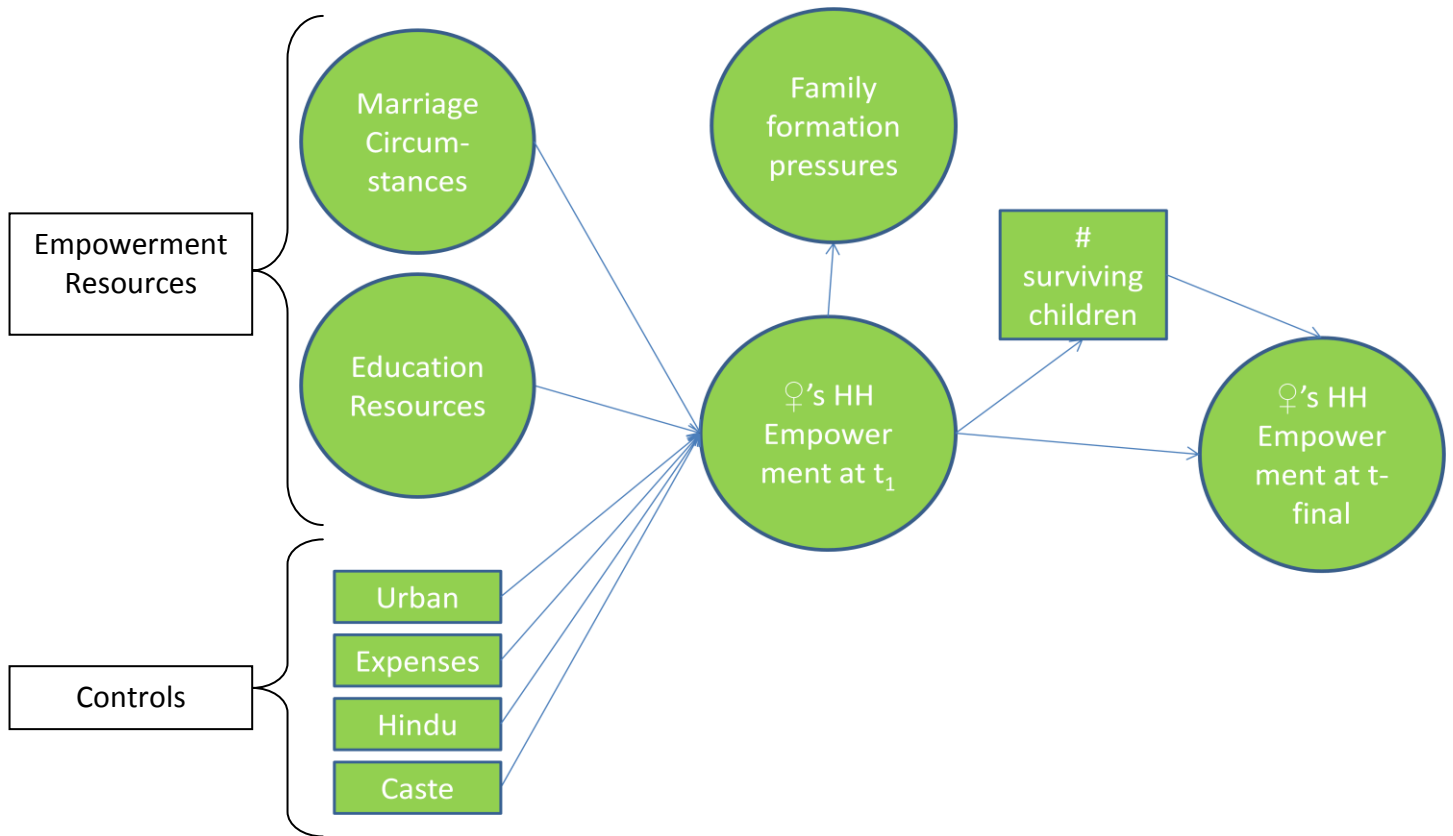 Empowerment
Resources
Marriage
Circum-
stances
Education
Resources
Controls
Urban
Expenses
Hindu
Caste
Family
formation
pressures
♀'s HH
Empower
ment at t₁
#
surviving
children
♀'s HH
Empower
ment at t-
final